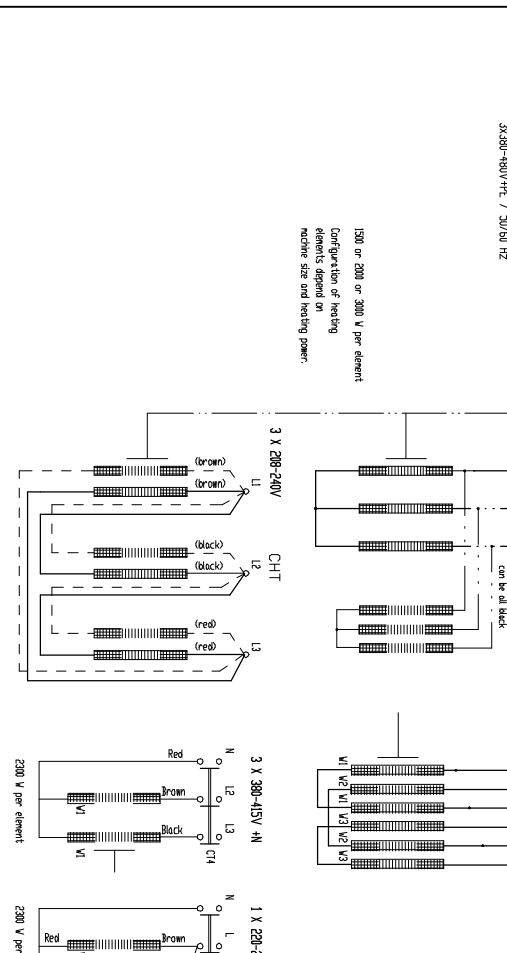 3X380-480V+PE / 50/60 HZ
1500 or 2000 or 3000 W per element
Configuration of heating
elements depend on
machine size and heating power.
3 X 208-240V
CHT
L1
L2
L3
(brown)
(brown)
(black)
(black)
(red)
(red)
can be all black
W1
W2
W1
W3
W2
W3
3 X 380-415V +N
N
L2
L3
CT4
Red
Brown
Black
W1
W1
2300 W per element
1 X 220-
N
L
Red
Brown
2300 W per